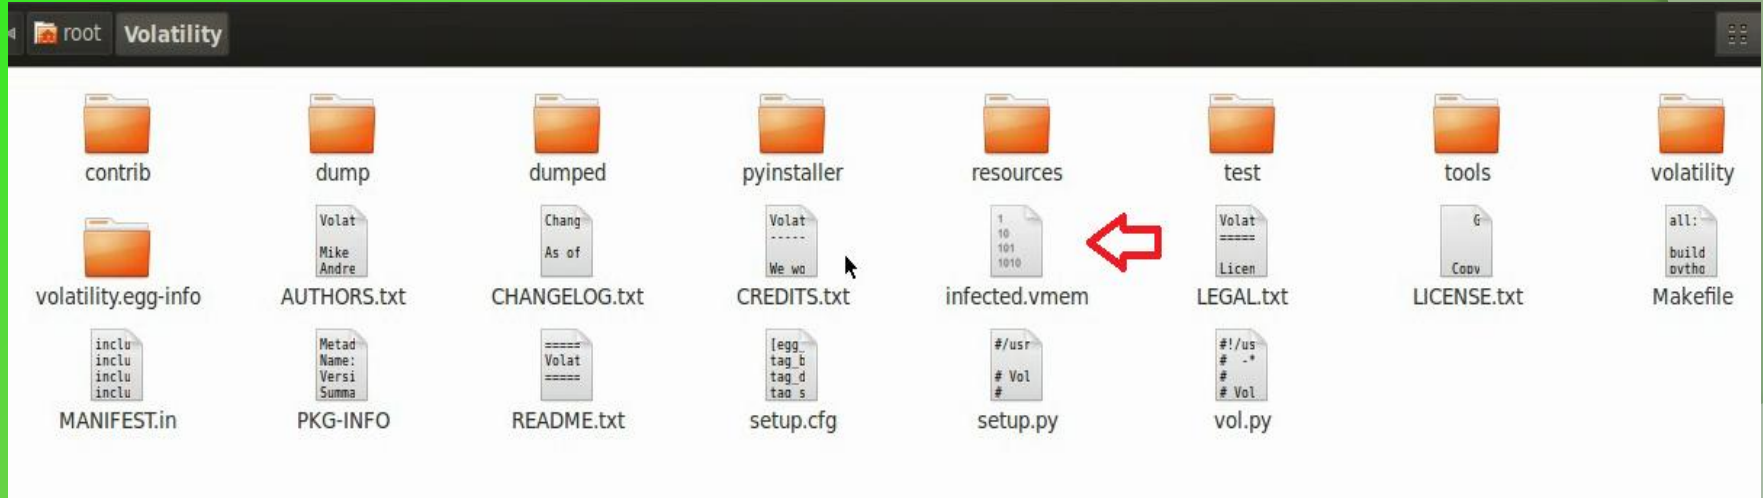 root Volatility
contrib dump dumped pyinstaller resources test tools volatility
Volat Chang Volat 1 Volat G all:
----- 10 =====
Mike As of 101 build
Andre We wo 1010 Licen Copy pytho
volatility.egg-info AUTHORS.txt CHANGELOG.txt CREDITS.txt infected.vmem LEGAL.txt LICENSE.txt Makefile
inclu Metad ===== [egg_ #/usr #!/us
inclu Name: Volat tag_b # -*
inclu Versi ===== tag_d # Vol #
inclu Summa tag_s # # Vol
MANIFEST.in PKG-INFO README.txt setup.cfg setup.py vol.py